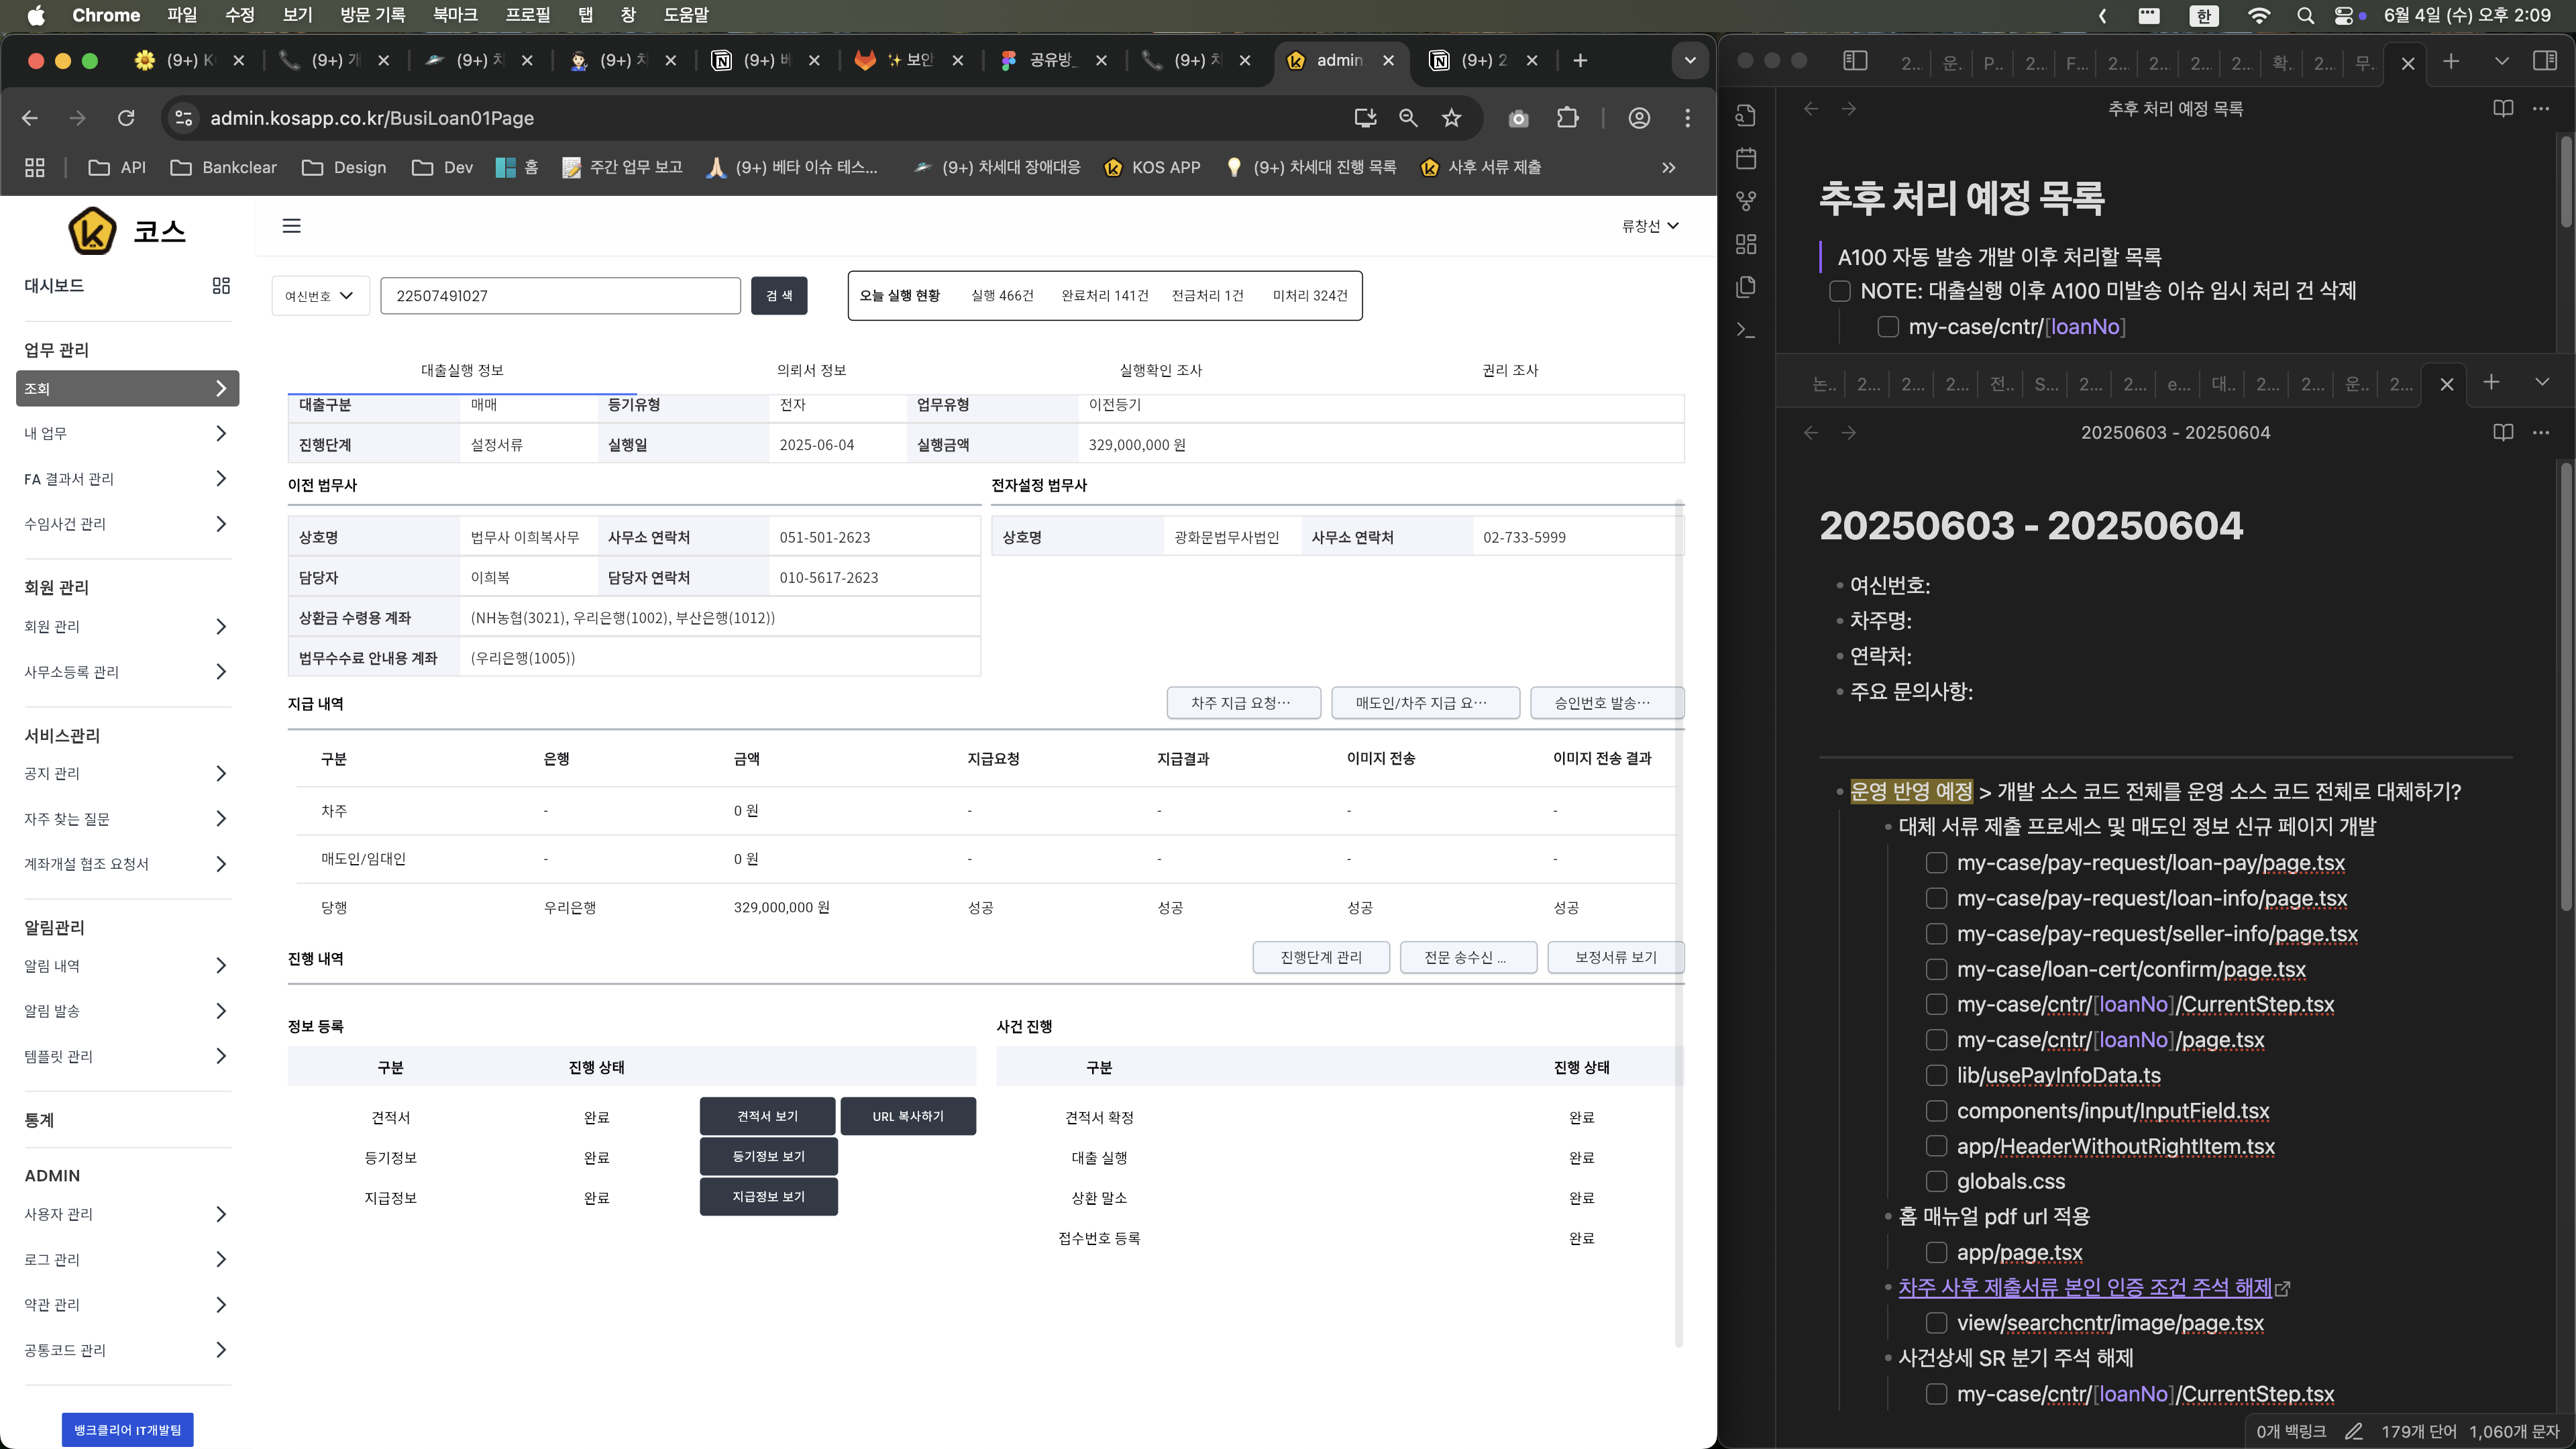 Chrome 파일 수정 보기 방문 기록 북마크 프로필 탭 창 도움말
한 6월 4일 (수) 오후 2:09
(9+) K (9+) 개 (9+) 차 (9+) 차 (9+) 버 보안 공유방_ (9+) 차 admin (9+) 2
admin.kosapp.co.kr/BusiLoan01Page
API Bankclear Design Dev 홈 주간 업무 보고 (9+) 베타 이슈 테스... (9+) 차세대 장애대응 KOS APP (9+) 차세대 진행 목록 사후 서류 제출
코스
류창선
대시보드
업무 관리
조회
내 업무
FA 결과서 관리
수임사건 관리
회원 관리
회원 관리
사무소등록 관리
서비스관리
공지 관리
자주 찾는 질문
계좌개설 협조 요청서
알림관리
알림 내역
알림 발송
템플릿 관리
통계
ADMIN
사용자 관리
로그 관리
약관 관리
공통코드 관리
뱅크클리어 IT개발팀
여신번호 22507491027 검 색
오늘 실행 현황 실행 466건 완료처리 141건 전금처리 1건 미처리 324건
대출실행 정보 의뢰서 정보 실행확인 조사 권리 조사
대출구분 매매 등기유형 전자 업무유형 이전등기
진행단계 설정서류 실행일 2025-06-04 실행금액 329,000,000 원
이전 법무사
상호명 법무사 이희복사무 사무소 연락처 051-501-2623
담당자 이희복 담당자 연락처 010-5617-2623
상환금 수령용 계좌 (NH농협(3021), 우리은행(1002), 부산은행(1012))
법무수수료 안내용 계좌 (우리은행(1005))
전자설정 법무사
상호명 광화문법무사법인 사무소 연락처 02-733-5999
지급 내역 차주 지급 요청… 매도인/차주 지급 요… 승인번호 발송…
구분 은행 금액 지급요청 지급결과 이미지 전송 이미지 전송 결과
차주 - 0 원 - - - -
매도인/임대인 - 0 원 - - - -
당행 우리은행 329,000,000 원 성공 성공 성공 성공
진행 내역 진행단계 관리 전문 송수신 ... 보정서류 보기
정보 등록
구분 진행 상태
견적서 완료 견적서 보기 URL 복사하기
등기정보 완료 등기정보 보기
지급정보 완료 지급정보 보기
사건 진행
구분 진행 상태
견적서 확정 완료
대출 실행 완료
상환 말소 완료
접수번호 등록 완료
2... 운.. P... 2... F... 2... 2... 2... 2... 확. 2... 무.
추후 처리 예정 목록
추후 처리 예정 목록
A100 자동 발송 개발 이후 처리할 목록
NOTE: 대출실행 이후 A100 미발송 이슈 임시 처리 건 삭제
my-case/cntr/[loanNo]
논.. 2... 2... 2... 전.. S... 2... 2... e... 대.. 2... 2... 운.. 2...
20250603 - 20250604
20250603 - 20250604
여신번호:
차주명:
연락처:
주요 문의사항:
운영 반영 예정 > 개발 소스 코드 전체를 운영 소스 코드 전체로 대체하기?
대체 서류 제출 프로세스 및 매도인 정보 신규 페이지 개발
my-case/pay-request/loan-pay/page.tsx
my-case/pay-request/loan-info/page.tsx
my-case/pay-request/seller-info/page.tsx
my-case/loan-cert/confirm/page.tsx
my-case/cntr/[loanNo]/CurrentStep.tsx
my-case/cntr/[loanNo]/page.tsx
lib/usePayInfoData.ts
components/input/InputField.tsx
app/HeaderWithoutRightItem.tsx
globals.css
홈 매뉴얼 pdf url 적용
app/page.tsx
차주 사후 제출서류 본인 인증 조건 주석 해제
view/searchcntr/image/page.tsx
사건상세 SR 분기 주석 해제
my-case/cntr/[loanNo]/CurrentStep.tsx
0개 백링크 179개 단어 1,060개 문자